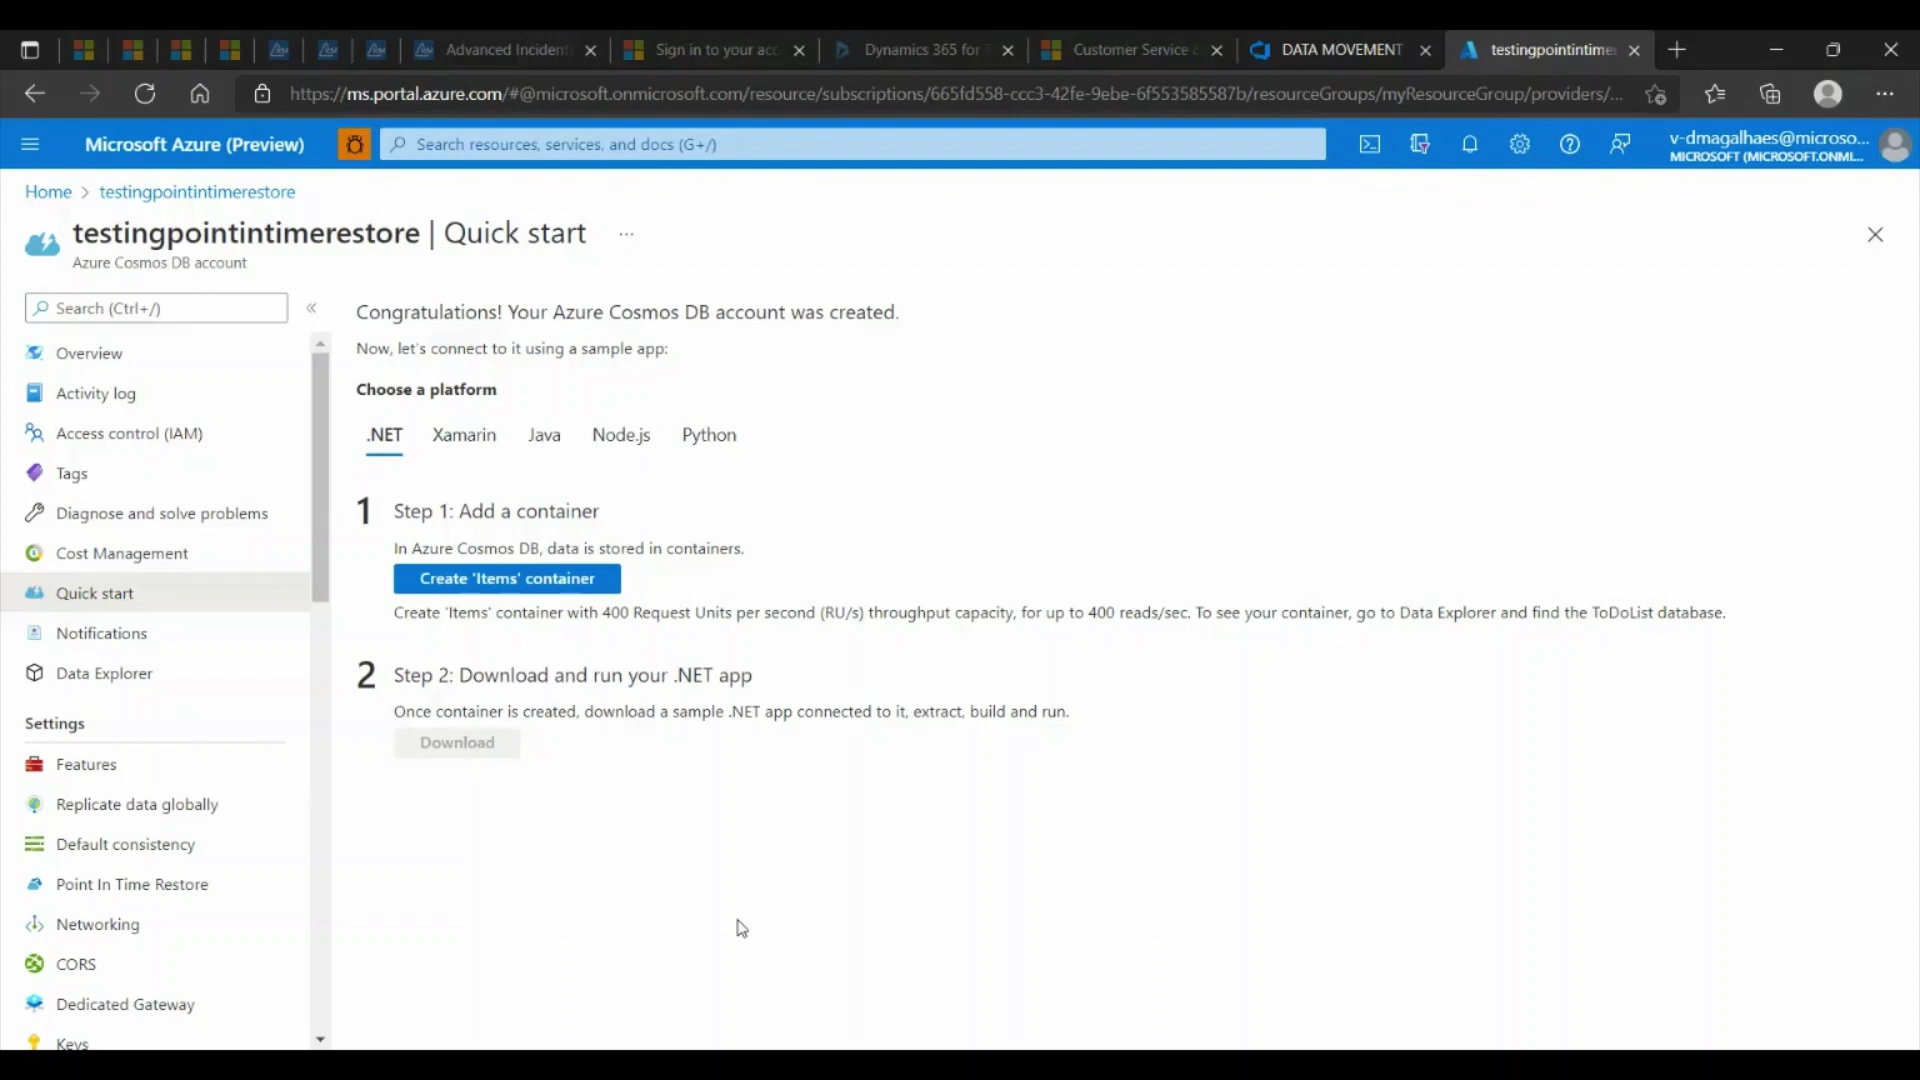 Advanced Incident
Sign in to your acc
Dynamics 365 for T
Customer Service a
DATA MOVEMENT
testingpointintime
https://ms.portal.azure.com/#@microsoft.onmicrosoft.com/resource/subscriptions/665fd558-ccc3-42fe-9ebe-6f553585587b/resourceGroups/myResourceGroup/providers/...
Microsoft Azure (Preview)
Search resources, services, and docs (G+/)
v-dmagalhaes@microso...
MICROSOFT (MICROSOFT.ONMI...
Home > testingpointintimerestore
testingpointintimerestore | Quick start ...
Azure Cosmos DB account
Search (Ctrl+/)
«
Overview
Activity log
Access control (IAM)
Tags
Diagnose and solve problems
Cost Management
Quick start
Notifications
Data Explorer
Settings
Features
Replicate data globally
Default consistency
Point In Time Restore
Networking
CORS
Dedicated Gateway
Keys
Congratulations! Your Azure Cosmos DB account was created.
Now, let's connect to it using a sample app:
Choose a platform
.NET Xamarin Java Node.js Python
1 Step 1: Add a container
In Azure Cosmos DB, data is stored in containers.
Create 'Items' container
Create 'Items' container with 400 Request Units per second (RU/s) throughput capacity, for up to 400 reads/sec. To see your container, go to Data Explorer and find the ToDoList database.
2 Step 2: Download and run your .NET app
Once container is created, download a sample .NET app connected to it, extract, build and run.
Download